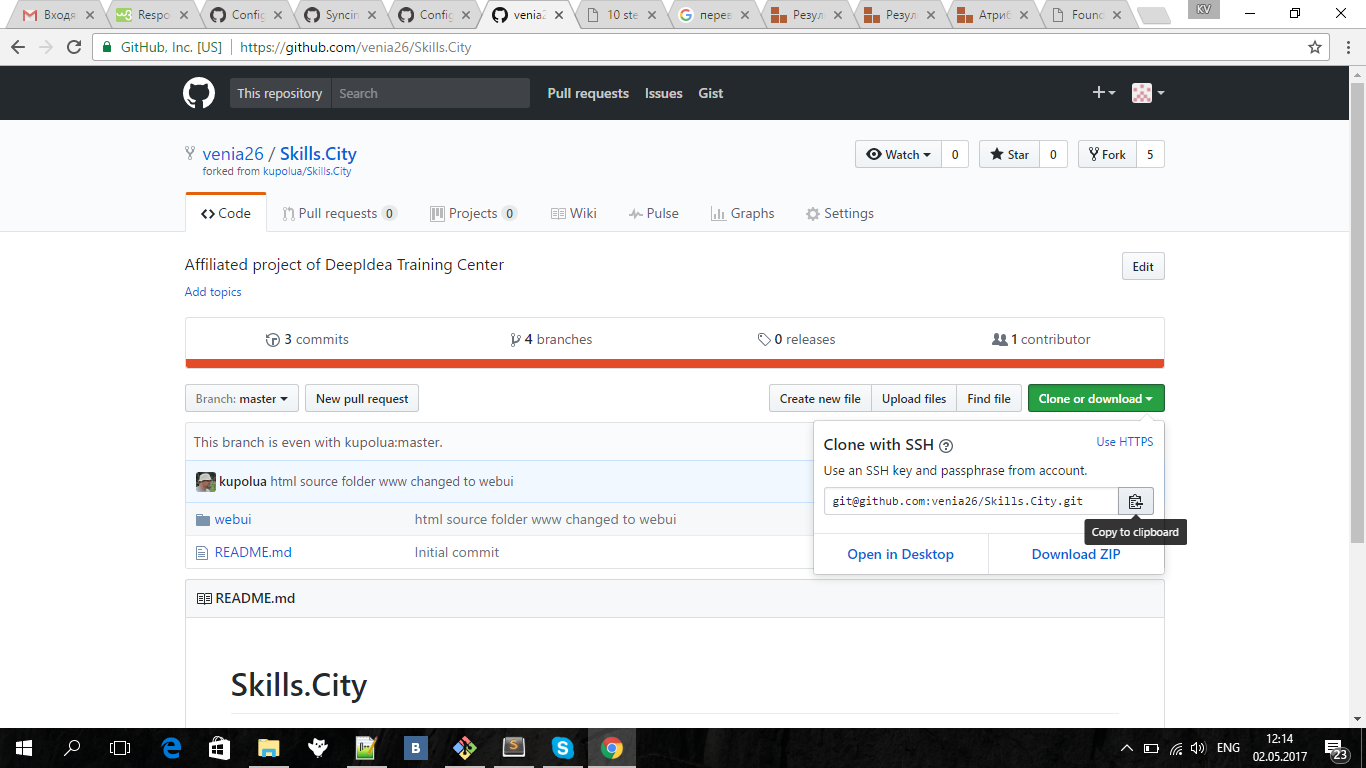 Входя
Respo
Config
Syncin
Config
venia2
10 ste
перев
Резул
Резул
Атриб
Found
KV
GitHub, Inc. [US] https://github.com/venia26/Skills.City
This repository Search Pull requests Issues Gist
venia26 / Skills.City
Watch 0 Star 0 Fork 5
forked from kupolua/Skills.City
Code Pull requests 0 Projects 0 Wiki Pulse Graphs Settings
Affiliated project of DeepIdea Training Center Edit
Add topics
3 commits 4 branches 0 releases 1 contributor
Branch: master New pull request Create new file Upload files Find file Clone or download
This branch is even with kupolua:master.
kupolua html source folder www changed to webui
webui html source folder www changed to webui
README.md Initial commit
Clone with SSH ? Use HTTPS
Use an SSH key and passphrase from account.
git@github.com:venia26/Skills.City.git
Copy to clipboard
Open in Desktop Download ZIP
README.md
Skills.City
ENG
12:14
02.05.2017
23